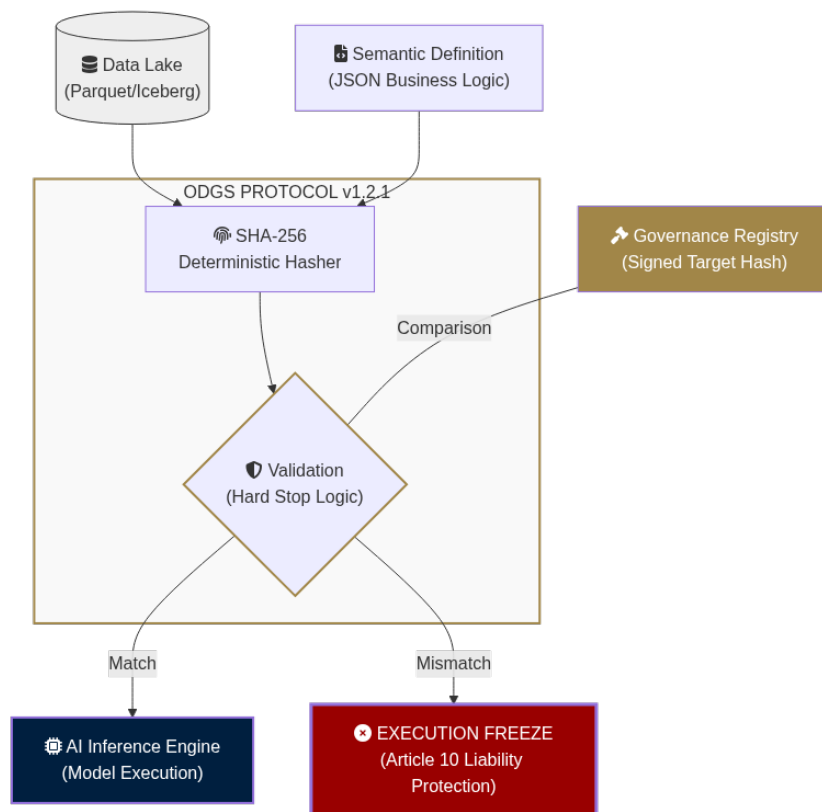 Data Lake
(Parquet/Iceberg)
Semantic Definition
(JSON Business Logic)
ODGS PROTOCOL v1.2.1
SHA-256
Deterministic Hasher
Governance Registry
(Signed Target Hash)
Comparison
Validation
(Hard Stop Logic)
Match
Mismatch
AI Inference Engine
(Model Execution)
EXECUTION FREEZE
(Article 10 Liability
Protection)